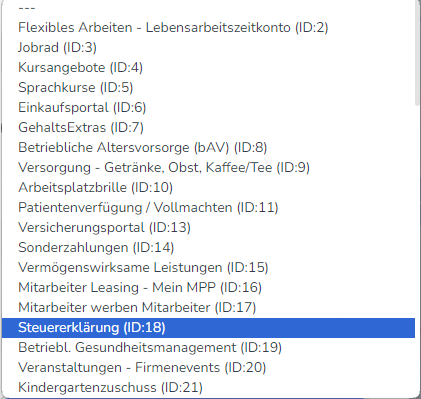 ---
Flexibles Arbeiten - Lebensarbeitszeitkonto (ID:2)
Jobrad (ID:3)
Kursangebote (ID:4)
Sprachkurse (ID:5)
Einkaufsportal (ID:6)
GehaltsExtras (ID:7)
Betriebliche Altersvorsorge (bAV) (ID:8)
Versorgung - Getränke, Obst, Kaffee/Tee (ID:9)
Arbeitsplatzbrille (ID:10)
Patientenverfügung / Vollmachten (ID:11)
Versicherungsportal (ID:13)
Sonderzahlungen (ID:14)
Vermögenswirksame Leistungen (ID:15)
Mitarbeiter Leasing - Mein MPP (ID:16)
Mitarbeiter werben Mitarbeiter (ID:17)
Steuererklärung (ID:18)
Betriebl. Gesundheitsmanagement (ID:19)
Veranstaltungen - Firmenevents (ID:20)
Kindergartenzuschuss (ID:21)